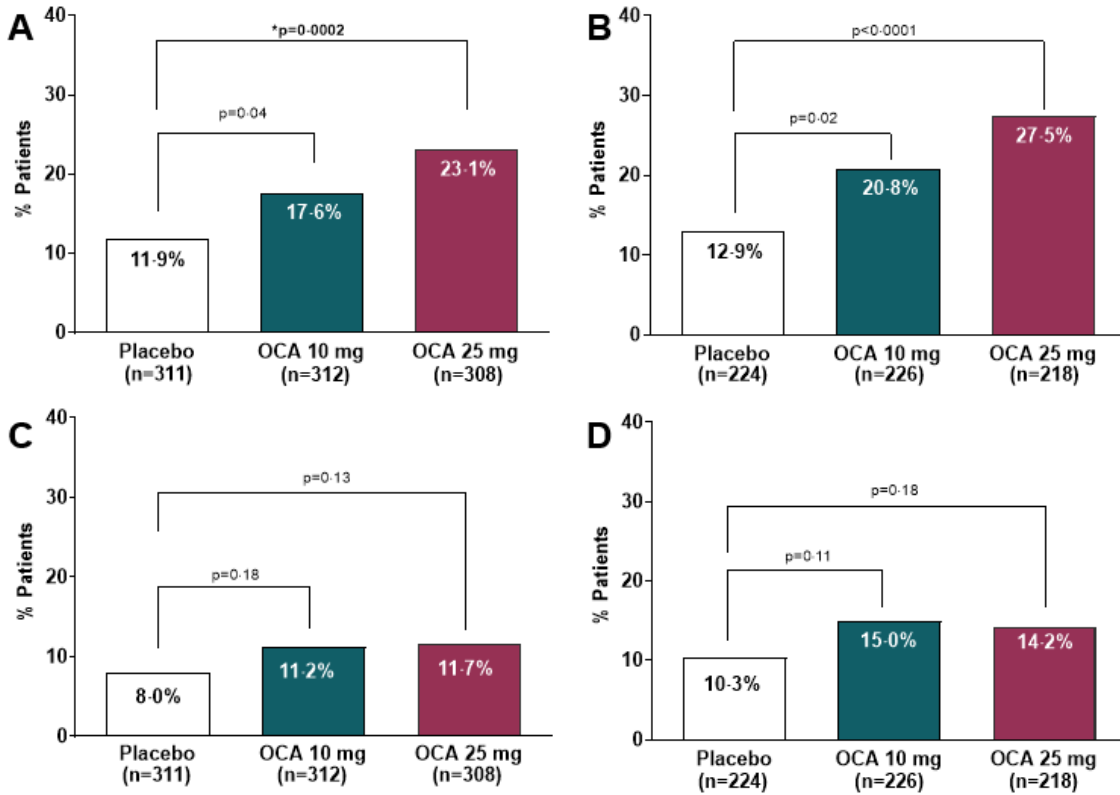 A
*p=0·0002
p=0·04
% Patients
40
30
20
10
0
11·9%
17·6%
23·1%
Placebo
(n=311)
OCA 10 mg
(n=312)
OCA 25 mg
(n=308)
B
p<0·0001
p=0·02
% Patients
40
30
20
10
0
12·9%
20·8%
27·5%
Placebo
(n=224)
OCA 10 mg
(n=226)
OCA 25 mg
(n=218)
C
p=0·13
p=0·18
% Patients
40
30
20
10
0
8·0%
11·2%
11·7%
Placebo
(n=311)
OCA 10 mg
(n=312)
OCA 25 mg
(n=308)
D
p=0·18
p=0·11
% Patients
40
30
20
10
0
10·3%
15·0%
14·2%
Placebo
(n=224)
OCA 10 mg
(n=226)
OCA 25 mg
(n=218)